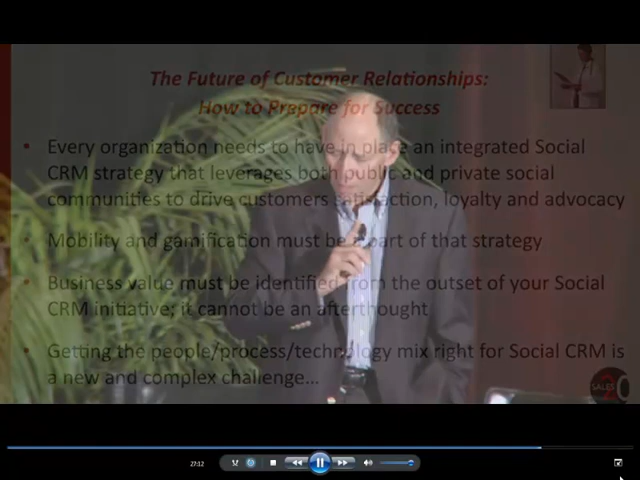 The Future of Customer Relationships:
How to Prepare for Success
• Every organization needs to have in place an integrated Social
CRM strategy that leverages both public and private social
communities to drive customers satisfaction, loyalty and advocacy
• Mobility and gamification must be a part of that strategy
• Business value must be identified from the outset of your Social
CRM initiative; it cannot be an afterthought
• Getting the people/process/technology mix right for Social CRM is
a new and complex challenge...
SALES
2.0
27:12